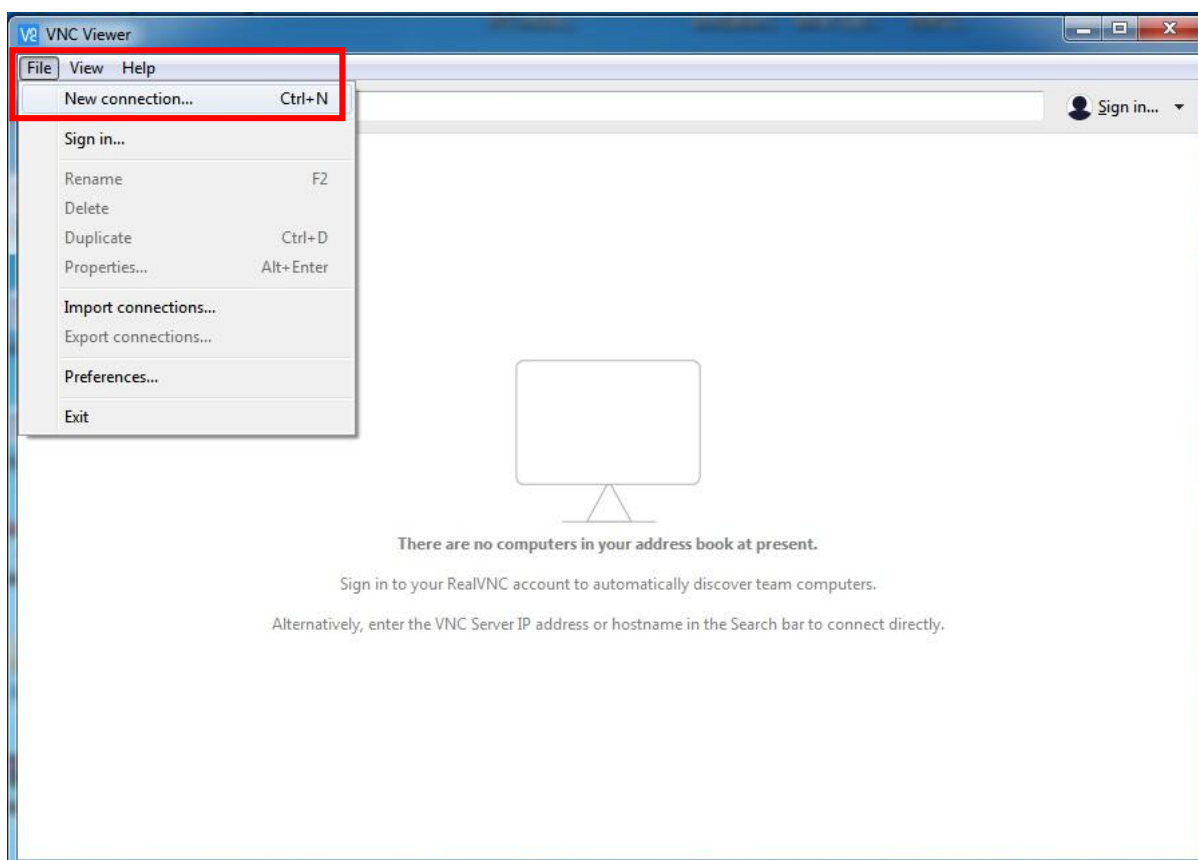 VNC Viewer
File View Help
New connection... Ctrl+N
Sign in...
Sign in...
Rename F2
Delete
Duplicate Ctrl+D
Properties... Alt+Enter
Import connections...
Export connections...
Preferences...
Exit
There are no computers in your address book at present.
Sign in to your RealVNC account to automatically discover team computers.
Alternatively, enter the VNC Server IP address or hostname in the Search bar to connect directly.